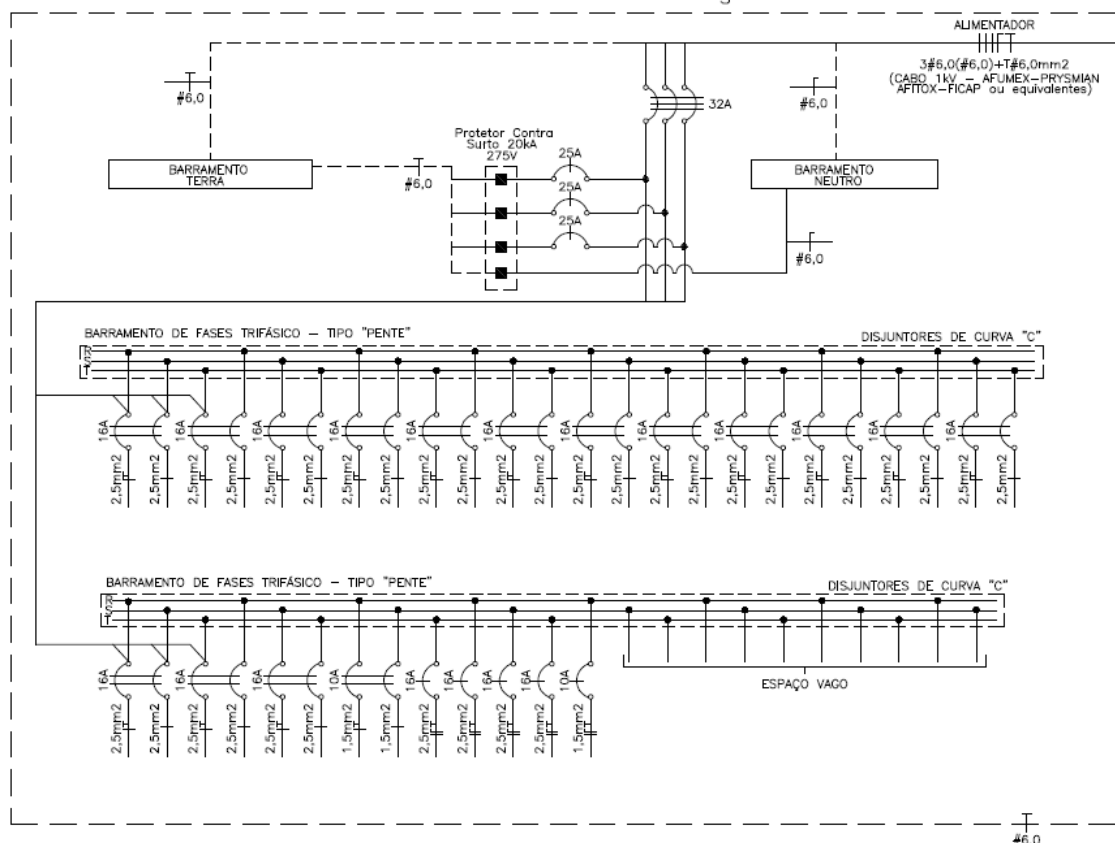 ALIMENTADOR
3#6,0(#6,0)+T#6,0mm2
(CABO 1kV - AFUMEX-PRYSMIAN
AFITOX-FICAP ou equivalentes)
#6,0
#6,0
32A
Protetor Contra
Surto 20kA
275V
25A
25A
25A
BARRAMENTO
TERRA
#6,0
BARRAMENTO
NEUTRO
#6,0
BARRAMENTO DE FASES TRIFÁSICO - TIPO "PENTE"
DISJUNTORES DE CURVA "C"
16A 16A 16A 16A 16A 16A 16A 16A 16A 16A 16A 16A
2,5mm2 2,5mm2 2,5mm2 2,5mm2 2,5mm2 2,5mm2 2,5mm2 2,5mm2 2,5mm2 2,5mm2 2,5mm2 2,5mm2 2,5mm2 2,5mm2 2,5mm2 2,5mm2 2,5mm2 2,5mm2 2,5mm2 2,5mm2 2,5mm2 2,5mm2 2,5mm2 2,5mm2
BARRAMENTO DE FASES TRIFÁSICO - TIPO "PENTE"
DISJUNTORES DE CURVA "C"
16A 16A 16A 10A 16A 16A 16A 16A 10A
ESPAÇO VAGO
2,5mm2 2,5mm2 2,5mm2 2,5mm2 2,5mm2 2,5mm2 1,5mm2 1,5mm2 2,5mm2 2,5mm2 2,5mm2 2,5mm2 1,5mm2
#6,0